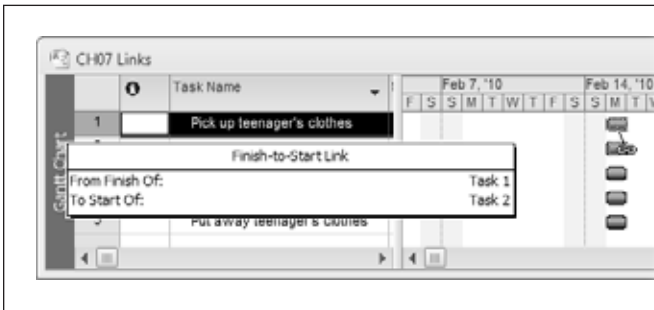 CH07 Links
Task Name
Feb 7, '10 Feb 14, '10
F S S M T W T F S S M T
1 Pick up teenager's clothes
Finish-to-Start Link
From Finish Of: Task 1
To Start Of: Task 2
Put away teenager's clothes
Gantt Chart